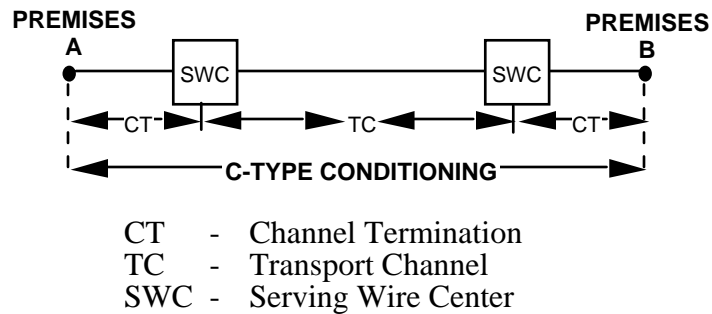 PREMISES
A
PREMISES
B
SWC
SWC
CT
TC
CT
C-TYPE CONDITIONING
CT - Channel Termination
TC - Transport Channel
SWC - Serving Wire Center